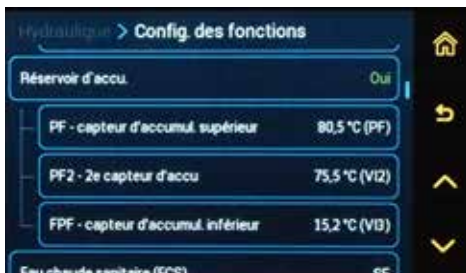 Hydraulique > Config. des fonctions
Réservoir d'accu. Oui
PF - capteur d'accumul. supérieur 80,5 °C (PF)
PF2 - 2e capteur d'accu 75,5 °C (VI2)
FPF - capteur d'accumul. inférieur 15,2 °C (VI3)
Eau chaude sanitaire (ECS) SF